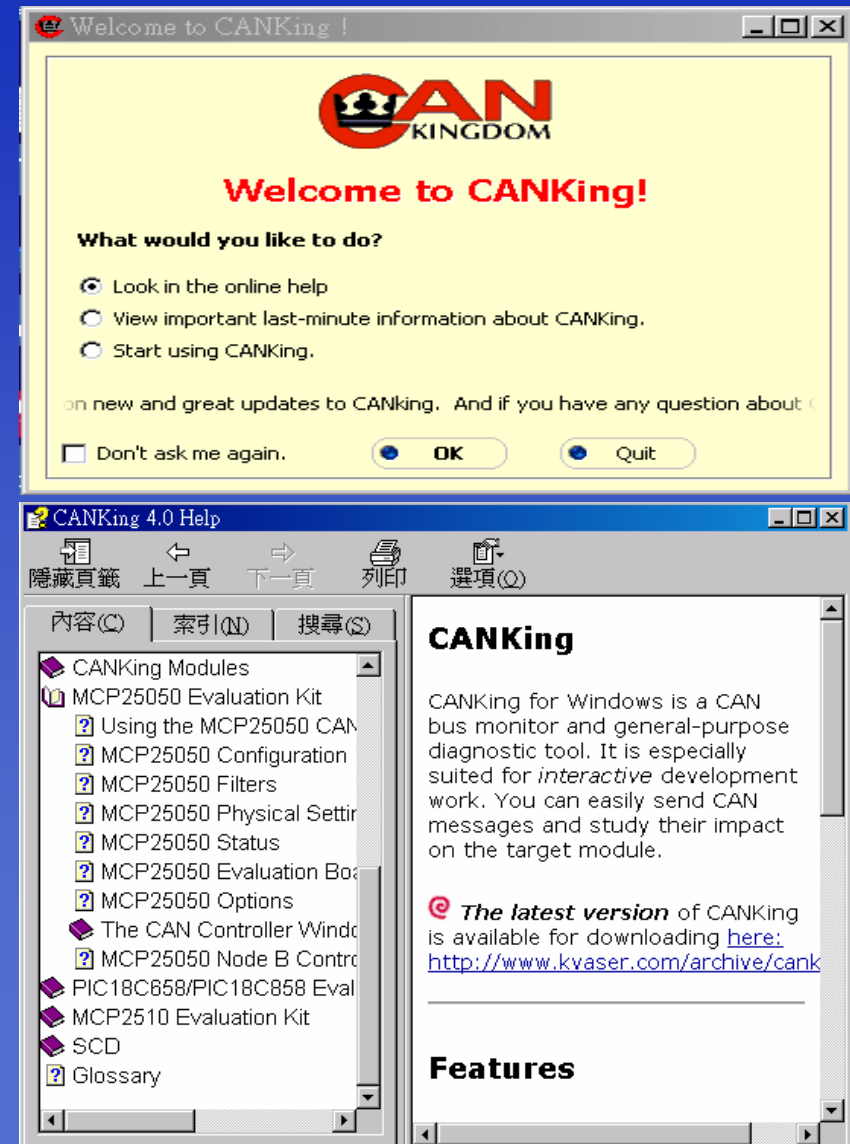 Welcome to CANKing !
CAN
KINGDOM
Welcome to CANKing!
What would you like to do?
Look in the online help
View important last-minute information about CANKing.
Start using CANKing.
on new and great updates to CANking. And if you have any question about
Don't ask me again.
OK
Quit
CANKing 4.0 Help
隱藏頁籤 上一頁 下一頁 列印 選項(O)
內容(C) 索引(N) 搜尋(S)
CANKing Modules
MCP25050 Evaluation Kit
Using the MCP25050 CAN
MCP25050 Configuration
MCP25050 Filters
MCP25050 Physical Settin
MCP25050 Status
MCP25050 Evaluation Boa
MCP25050 Options
The CAN Controller Windo
MCP25050 Node B Contro
PIC18C658/PIC18C858 Eval
MCP2510 Evaluation Kit
SCD
Glossary
CANKing
CANKing for Windows is a CAN
bus monitor and general-purpose
diagnostic tool. It is especially
suited for interactive development
work. You can easily send CAN
messages and study their impact
on the target module.
The latest version of CANKing
is available for downloading here:
http://www.kvaser.com/archive/cank
Features